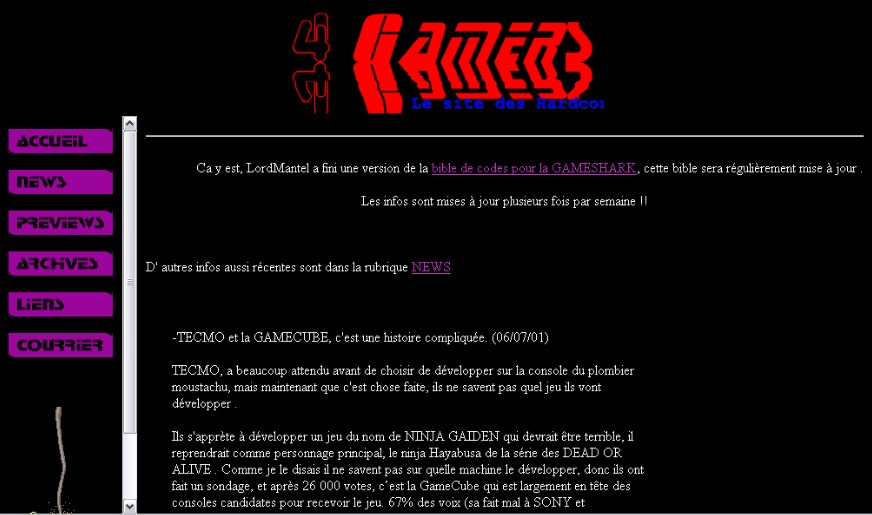 GAMERS
Le site des Hardcor
ACCUEIL
NEWS
PREVIEWS
ARCHIVES
LIENS
COURRIER
Ca y est, LordMantel a fini une version de la bible de codes pour la GAMESHARK, cette bible sera régulièrement mise à jour .
Les infos sont mises à jour plusieurs fois par semaine !!
D' autres infos aussi récentes sont dans la rubrique NEWS
-TECMO et la GAMECUBE, c'est une histoire compliquée. (06/07/01)
TECMO, a beaucoup attendu avant de choisir de développer sur la console du plombier
moustachu, mais maintenant que c'est chose faite, ils ne savent pas quel jeu ils vont
développer .
Ils s'apprète à développer un jeu du nom de NINJA GAIDEN qui devrait être terrible, il
reprendrait comme personnage principal, le ninja Hayabusa de la série des DEAD OR
ALIVE . Comme je le disais il ne savent pas sur quelle machine le développer, donc ils ont
fait un sondage, et après 26 000 votes, c'est la GameCube qui est largement en tête des
consoles candidates pour recevoir le jeu. 67% des voix (sa fait mal à SONY et